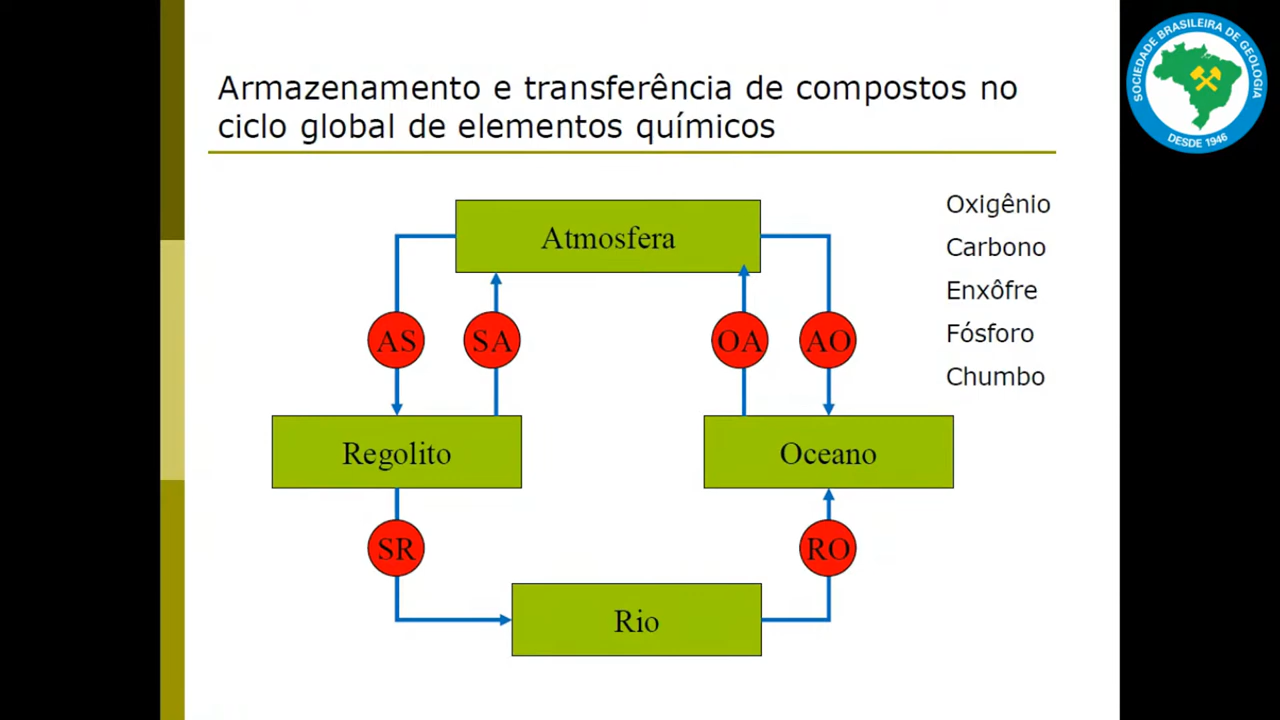 Armazenamento e transferência de compostos no
ciclo global de elementos químicos
SOCIEDADE BRASILEIRA DE GEOLOGIA
DESDE 1946
Oxigênio
Carbono
Enxôfre
Fósforo
Chumbo
Atmosfera
AS
SA
OA
AO
Regolito
Oceano
SR
RO
Rio